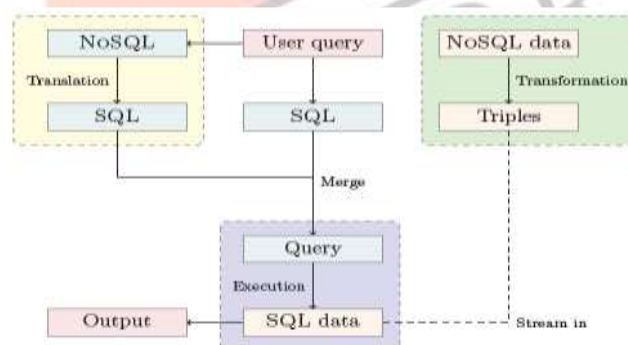 NoSQL
User query
NoSQL data
Translation
Transformation
SQL
SQL
Triples
Merge
Query
Execution
Output
SQL data
Stream in